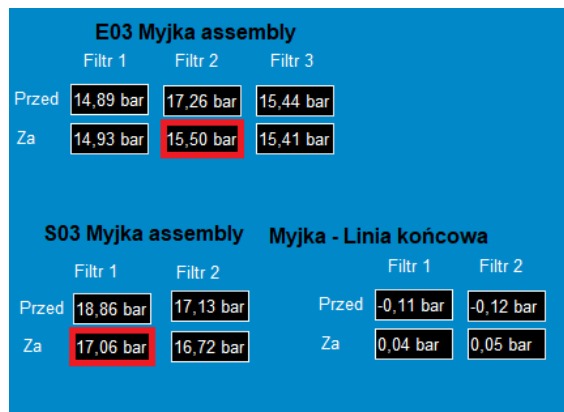 E03 Myjka assembly
Filtr 1 Filtr 2 Filtr 3
Przed 14,89 bar 17,26 bar 15,44 bar
Za 14,93 bar 15,50 bar 15,41 bar
S03 Myjka assembly
Filtr 1 Filtr 2
Przed 18,86 bar 17,13 bar
Za 17,06 bar 16,72 bar
Myjka - Linia końcowa
Filtr 1 Filtr 2
Przed -0,11 bar -0,12 bar
Za 0,04 bar 0,05 bar